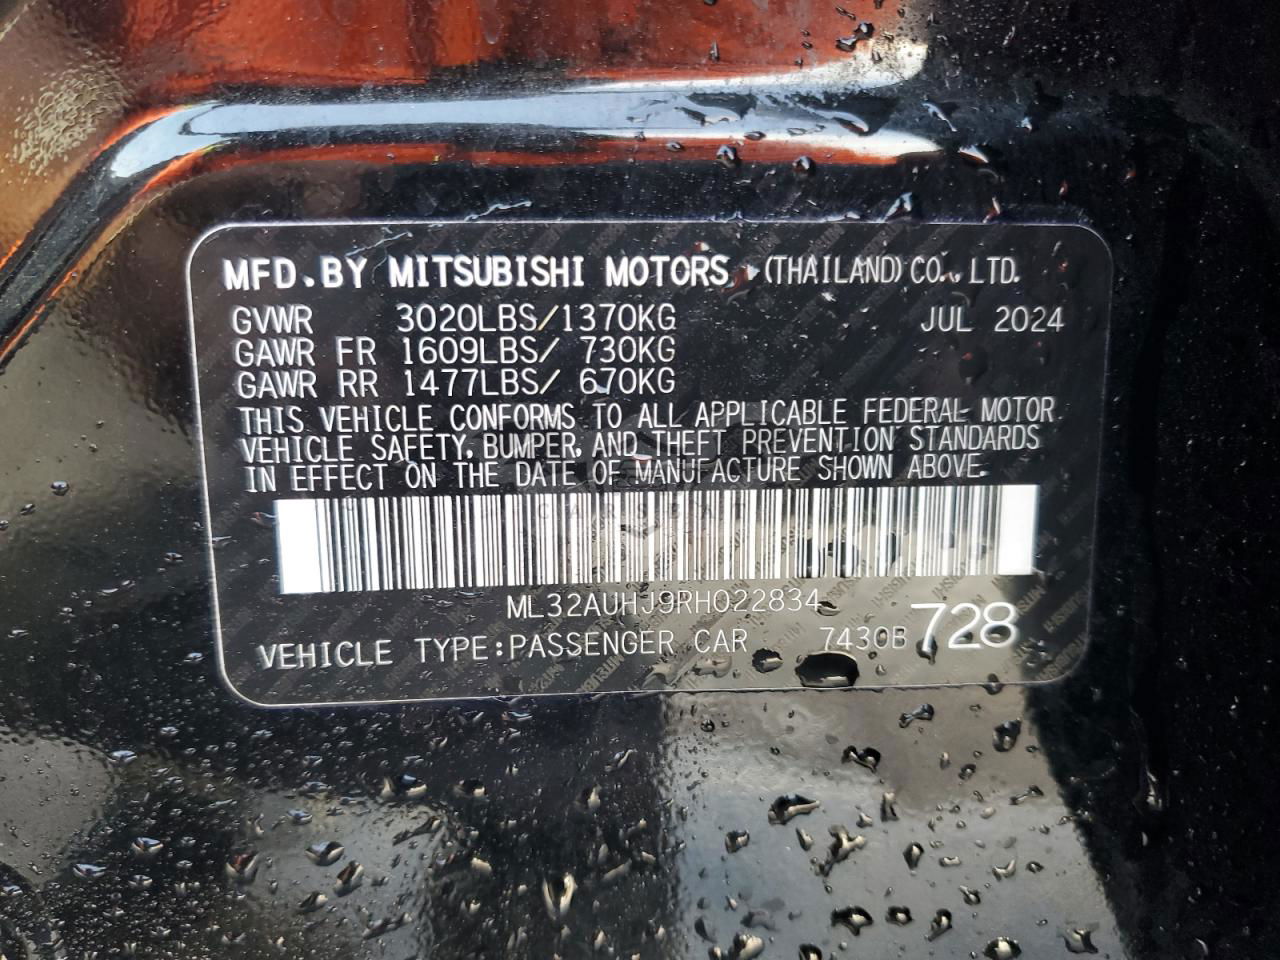 MFD. BY MITSUBISHI MOTORS (THAILAND) CO., LTD.
GVWR 3020LBS/1370KG JUL 2024
GAWR FR 1609LBS/ 730KG
GAWR RR 1477LBS/ 670KG
THIS VEHICLE CONFORMS TO ALL APPLICABLE FEDERAL MOTOR
VEHICLE SAFETY, BUMPER, AND THEFT PREVENTION STANDARDS
IN EFFECT ON THE DATE OF MANUFACTURE SHOWN ABOVE.
ML32AUHJ9RH022834
VEHICLE TYPE:PASSENGER CAR 7430B 728